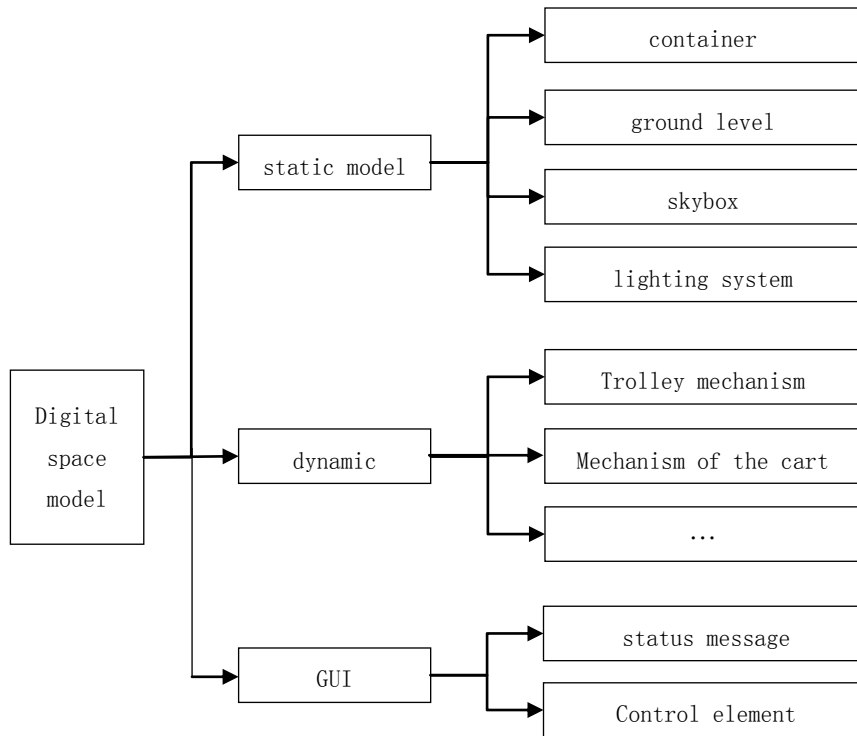 container
ground level
static model
skybox
lighting system
Digital
space
model
Trolley mechanism
dynamic
Mechanism of the cart
...
status message
GUI
Control element